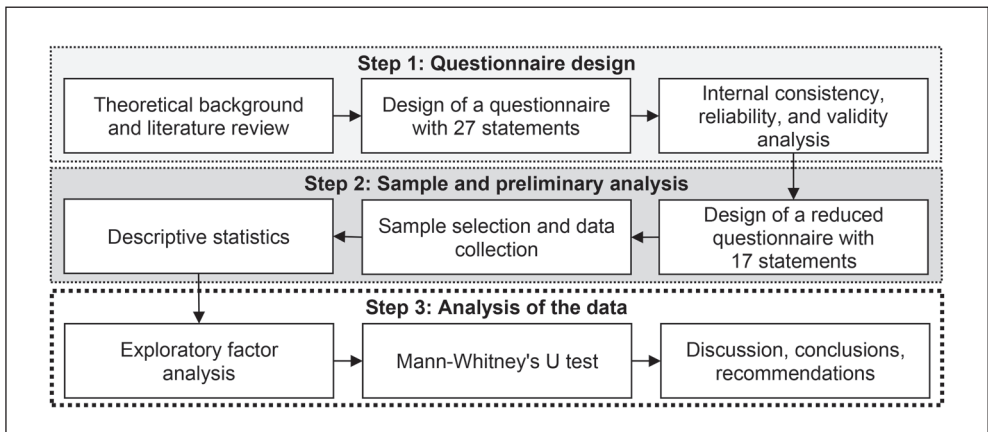 Step 1: Questionnaire design
Theoretical background
and literature review
Design of a questionnaire
with 27 statements
Internal consistency,
reliability, and validity
analysis
Step 2: Sample and preliminary analysis
Descriptive statistics
Sample selection and data
collection
Design of a reduced
questionnaire with
17 statements
Step 3: Analysis of the data
Exploratory factor
analysis
Mann-Whitney's U test
Discussion, conclusions,
recommendations